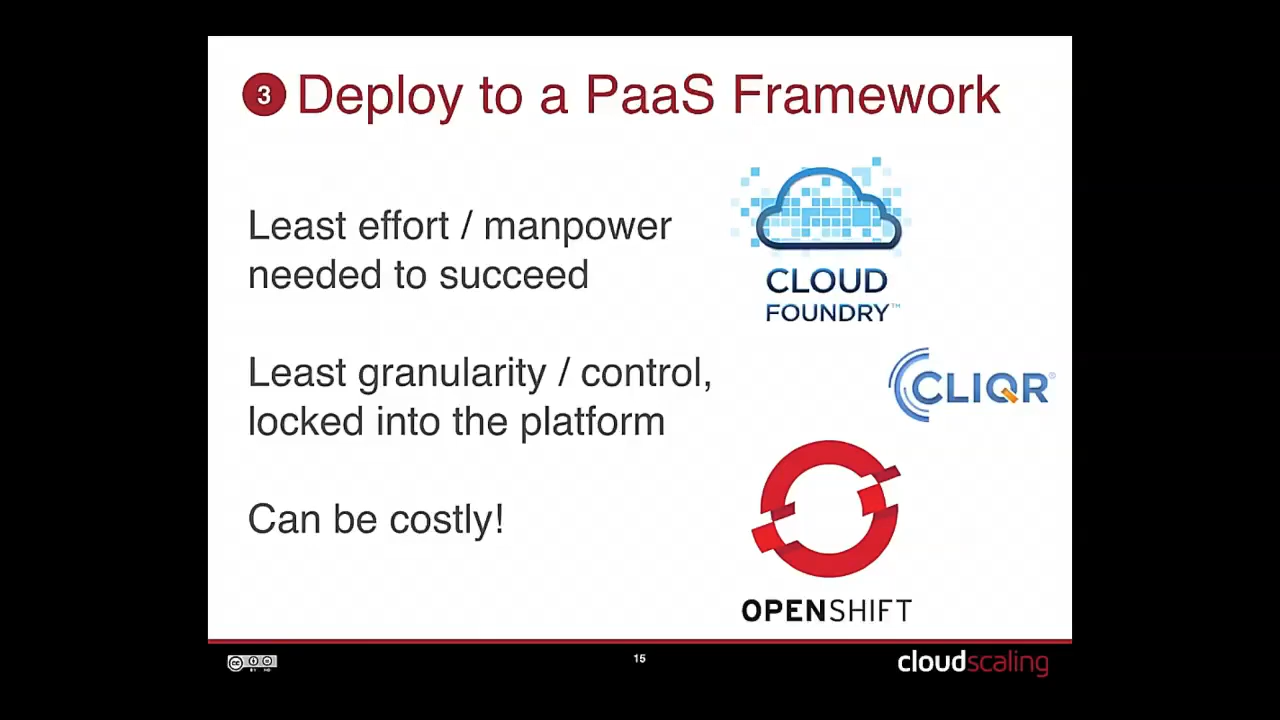 3 Deploy to a PaaS Framework
Least effort / manpower
needed to succeed
Least granularity / control,
locked into the platform
Can be costly!
CLOUD
FOUNDRY™
CLIQR®
OPENSHIFT
15
cloudscaling